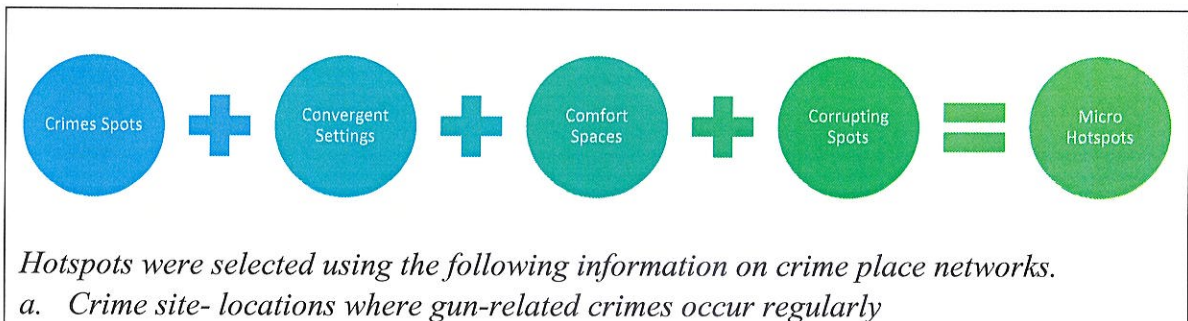 Crimes Spots
Convergent
Settings
Comfort
Spaces
Corrupting
Spots
Micro
Hotspots
Hotspots were selected using the following information on crime place networks.
a. Crime site- locations where gun-related crimes occur regularly